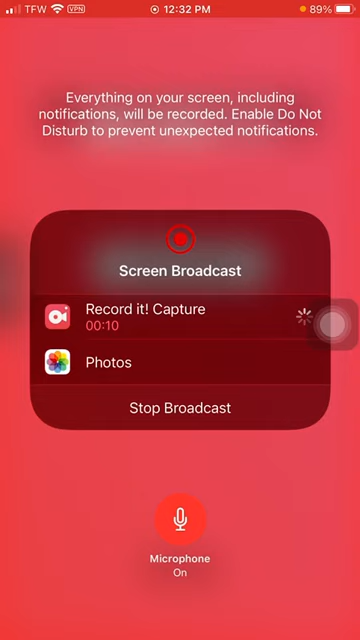 TFW VPN 12:32 PM 89%
Everything on your screen, including
notifications, will be recorded. Enable Do Not
Disturb to prevent unexpected notifications.
Screen Broadcast
Record it! Capture
00:10
Photos
Stop Broadcast
Microphone
On